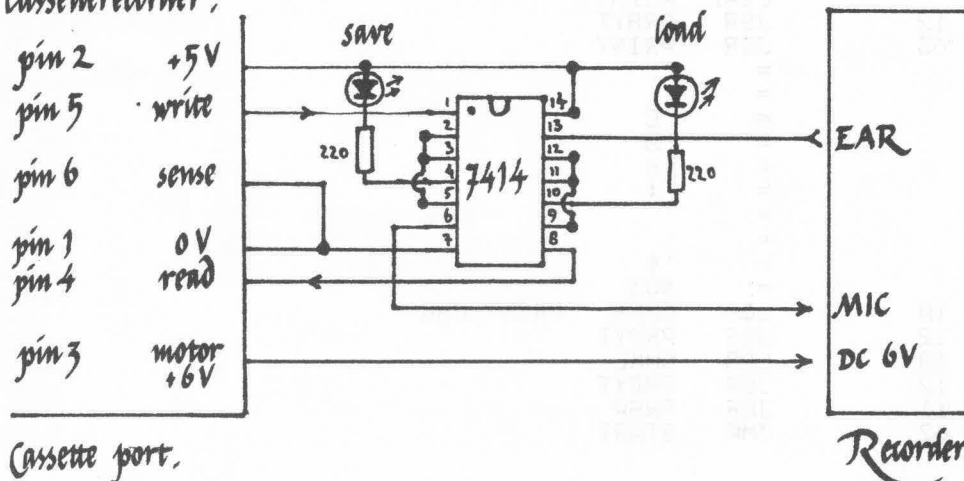 save
load
pin 2 +5V
pin 5 write
EAR
220
7414
220
pin 6 sense
pin 1 0V
pin 4 read
MIC
pin 3 motor
+6V
DC 6V
1
2
3
4
5
6
7
14
13
12
11
10
9
8
Cassette port.
Recorder